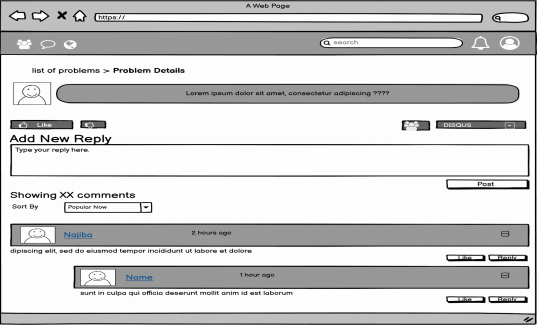 A Web Page
https://
search
list of problems > Problem Details
Lorem ipsum dolor sit amet, consectetur adipiscing ????
Like
DISQUS
Add New Reply
Type your reply here.
Post
Showing XX comments
Sort By
Popular Now
Najiba
2 hours ago
dipiscing elit, sed do eiusmod tempor incididunt ut labore et dolore
Like
Reply
Name
1 hour ago
sunt in culpa qui officia deserunt mollit anim id est laborum
Like
Reply